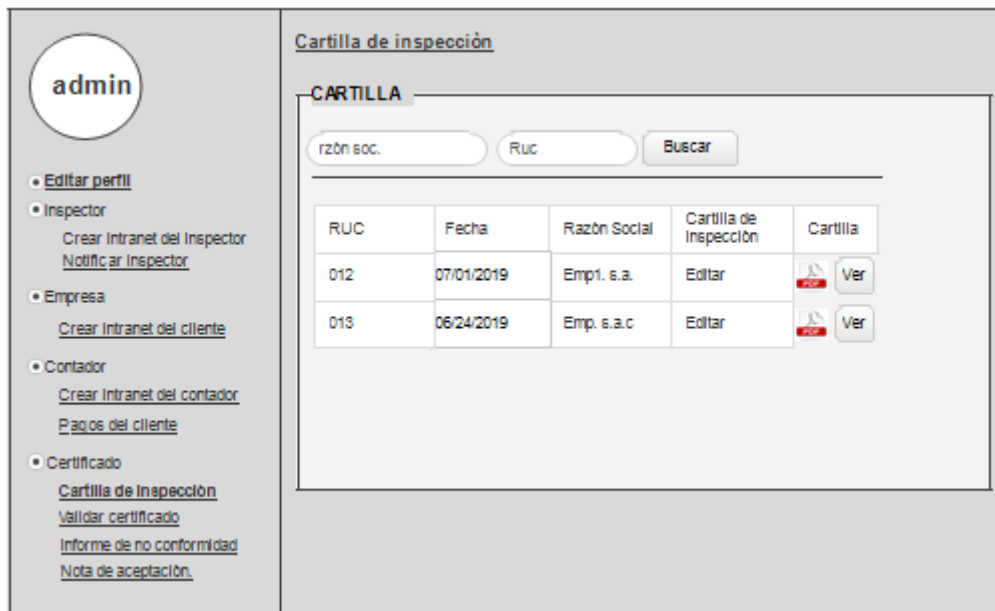 admin
Editar perfil
Inspector
Crear Intranet del Inspector
Notificar Inspector
Empresa
Crear Intranet del cliente
Contador
Crear Intranet del contador
Pagos del cliente
Certificado
Cartilla de Inspección
Validar certificado
Informe de no conformidad
Nota de aceptación.
Cartilla de inspección
CARTILLA
rzón soc. Ruc Buscar
RUC Fecha Razón Social Cartilla de Inspección Cartilla
012 07/01/2019 Emp1. s.a. Editar PDF Ver
013 06/24/2019 Emp. s.a.c Editar PDF Ver